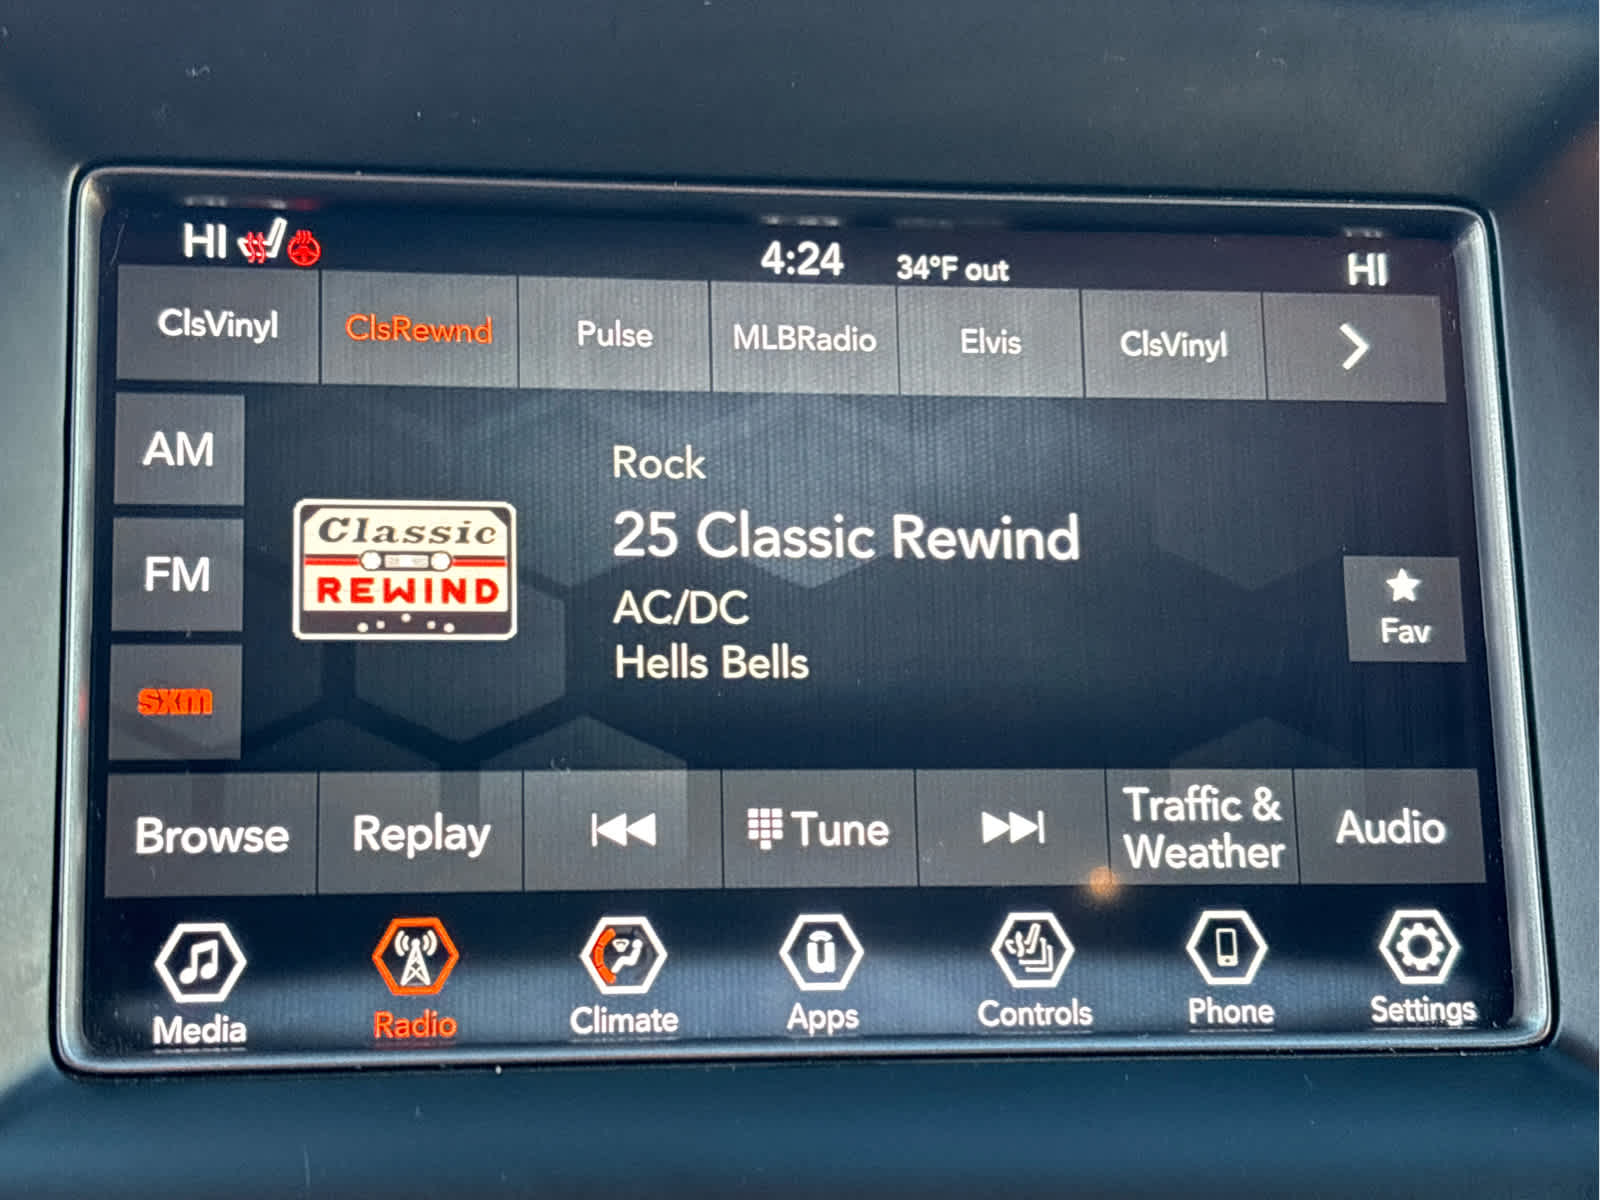 HI
4:24
34°F out
HI
ClsVinyl
ClsRewnd
Pulse
MLBRadio
Elvis
ClsVinyl
AM
FM
sxm
Classic
REWIND
Rock
25 Classic Rewind
AC/DC
Hells Bells
Fav
Browse
Replay
Tune
Traffic &
Weather
Audio
Media
Radio
Climate
u
Apps
Controls
Phone
Settings